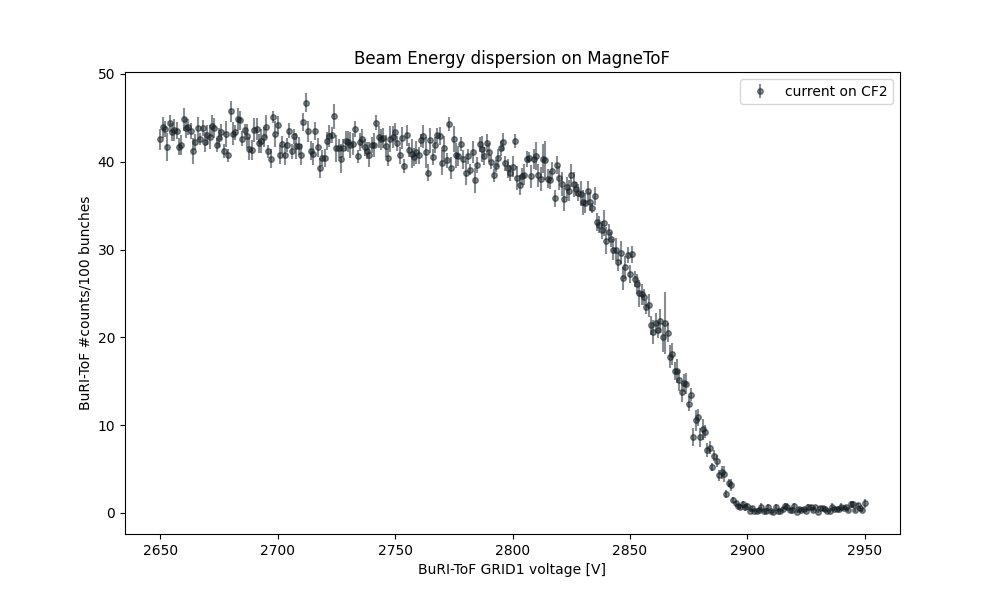 Beam Energy dispersion on MagneToF
current on CF2
BuRI-ToF #counts/100 bunches
50
40
30
20
10
0
2650 2700 2750 2800 2850 2900 2950
BuRI-ToF GRID1 voltage [V]